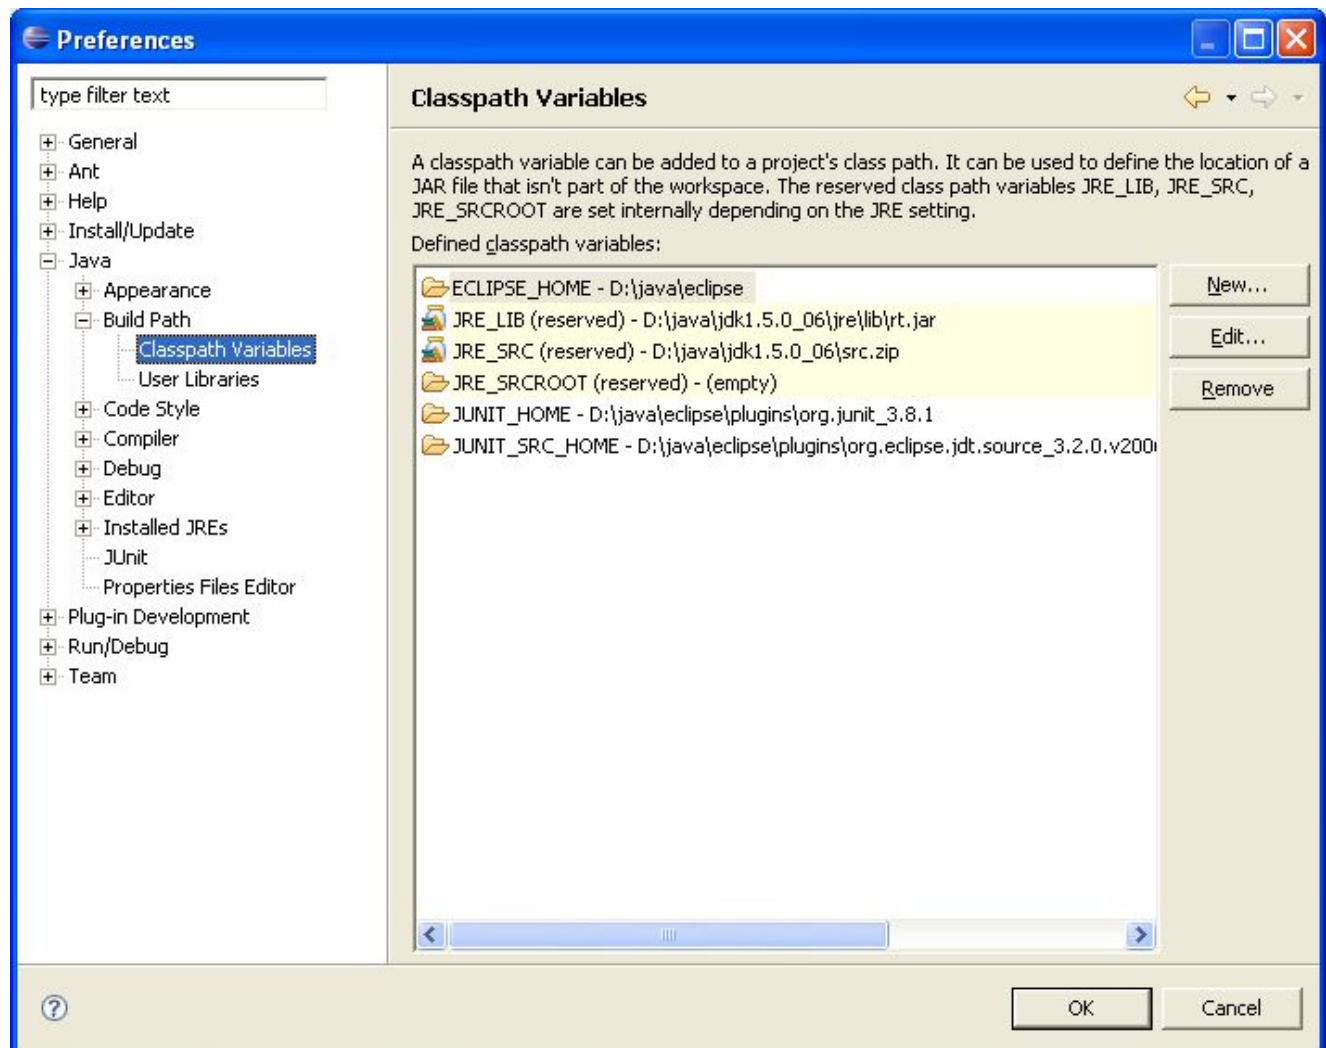 Preferences
type filter text
General
Ant
Help
Install/Update
Java
Appearance
Build Path
Classpath Variables
User Libraries
Code Style
Compiler
Debug
Editor
Installed JREs
JUnit
Properties Files Editor
Plug-in Development
Run/Debug
Team
Classpath Variables
A classpath variable can be added to a project's class path. It can be used to define the location of a
JAR file that isn't part of the workspace. The reserved class path variables JRE_LIB, JRE_SRC,
JRE_SRCROOT are set internally depending on the JRE setting.
Defined classpath variables:
ECLIPSE_HOME - D:\java\eclipse
JRE_LIB (reserved) - D:\java\jdk1.5.0_06\jre\lib\rt.jar
JRE_SRC (reserved) - D:\java\jdk1.5.0_06\src.zip
JRE_SRCROOT (reserved) - (empty)
JUNIT_HOME - D:\java\eclipse\plugins\org.junit_3.8.1
JUNIT_SRC_HOME - D:\java\eclipse\plugins\org.eclipse.jdt.source_3.2.0.v200
New...
Edit...
Remove
OK
Cancel